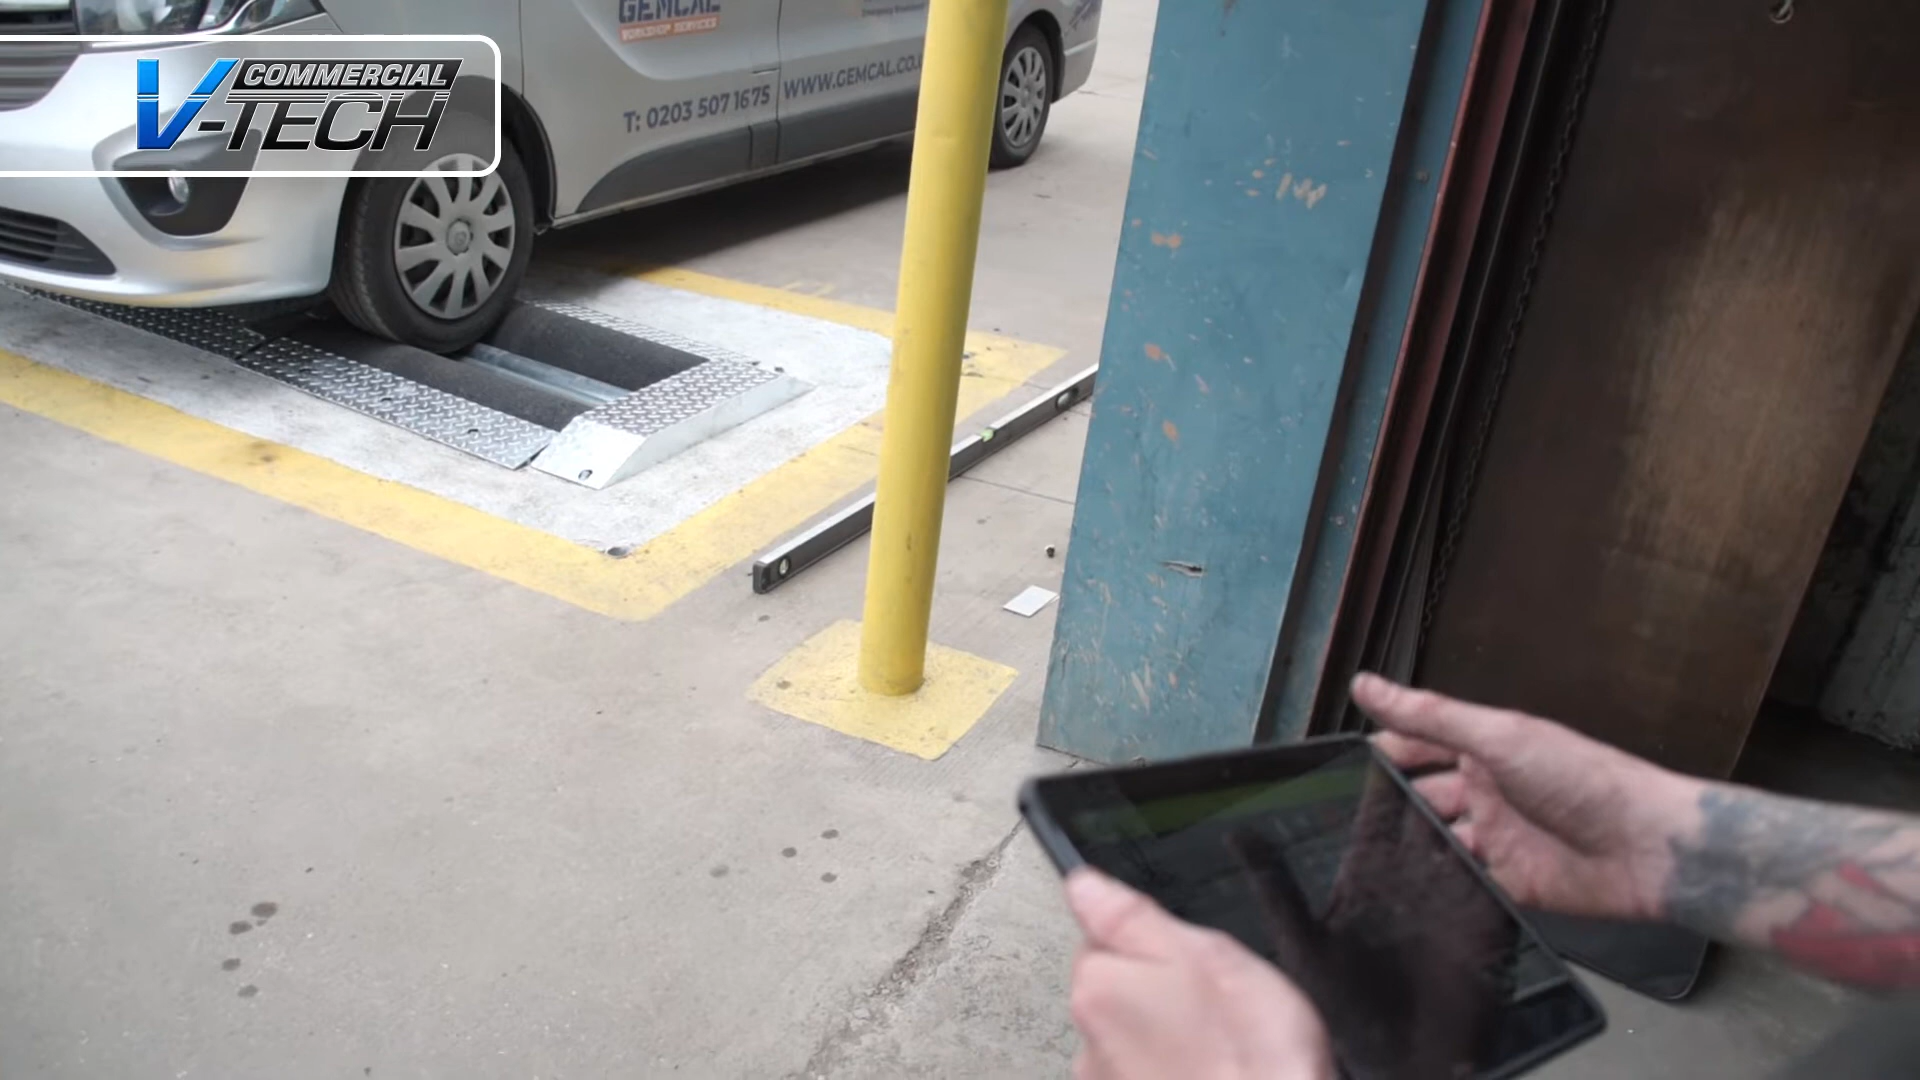 GEMCAL
WORKSHOP SERVICES
COMMERCIAL
V-TECH
T: 0203 507 1675
WWW.GEMCAL.CO.